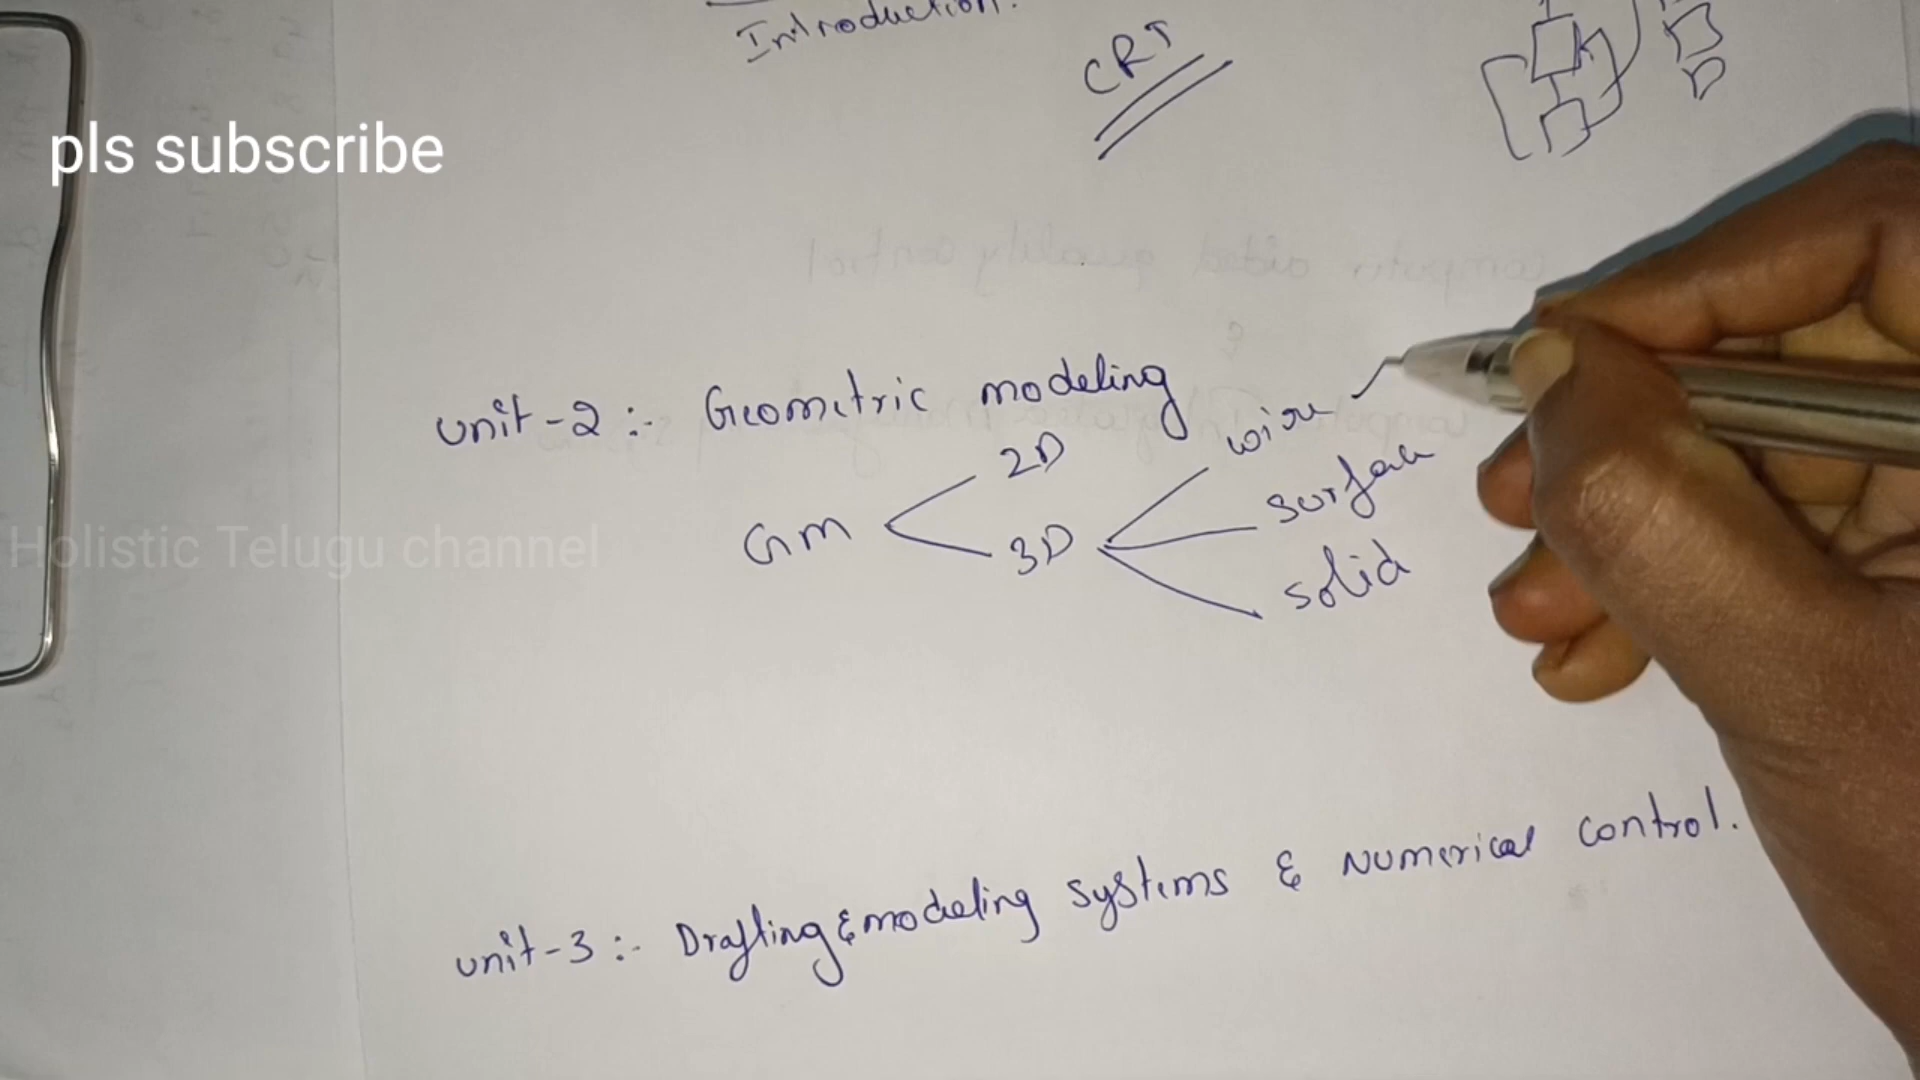 Introduction.
CRT
pls subscribe
unit-2 :- Geometric modeling
Gm
2D
3D
wire
surface
solid
Holistic Telugu channel
unit-3 :- Drafting & modeling systems & Numerical control.